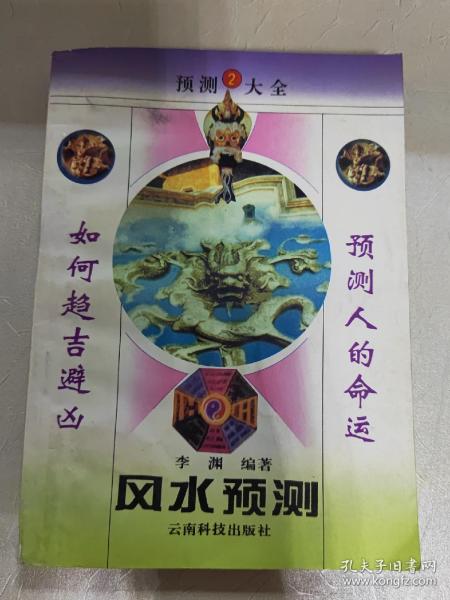 预测2大全
预测人的命运
如何趋吉避凶
李渊 编著
风水预测
云南科技出版社
孔夫子旧书网
www.kongfz.com